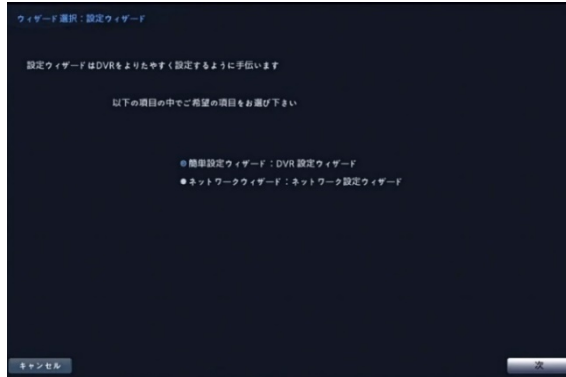 ウィザード選択：設定ウィザード
設定ウィザードはDVRをよりたやすく設定するように手伝います
以下の項目の中でご希望の項目をお選び下さい
簡単設定ウィザード：DVR 設定ウィザード
ネットワークウィザード：ネットワーク設定ウィザード
キャンセル
次